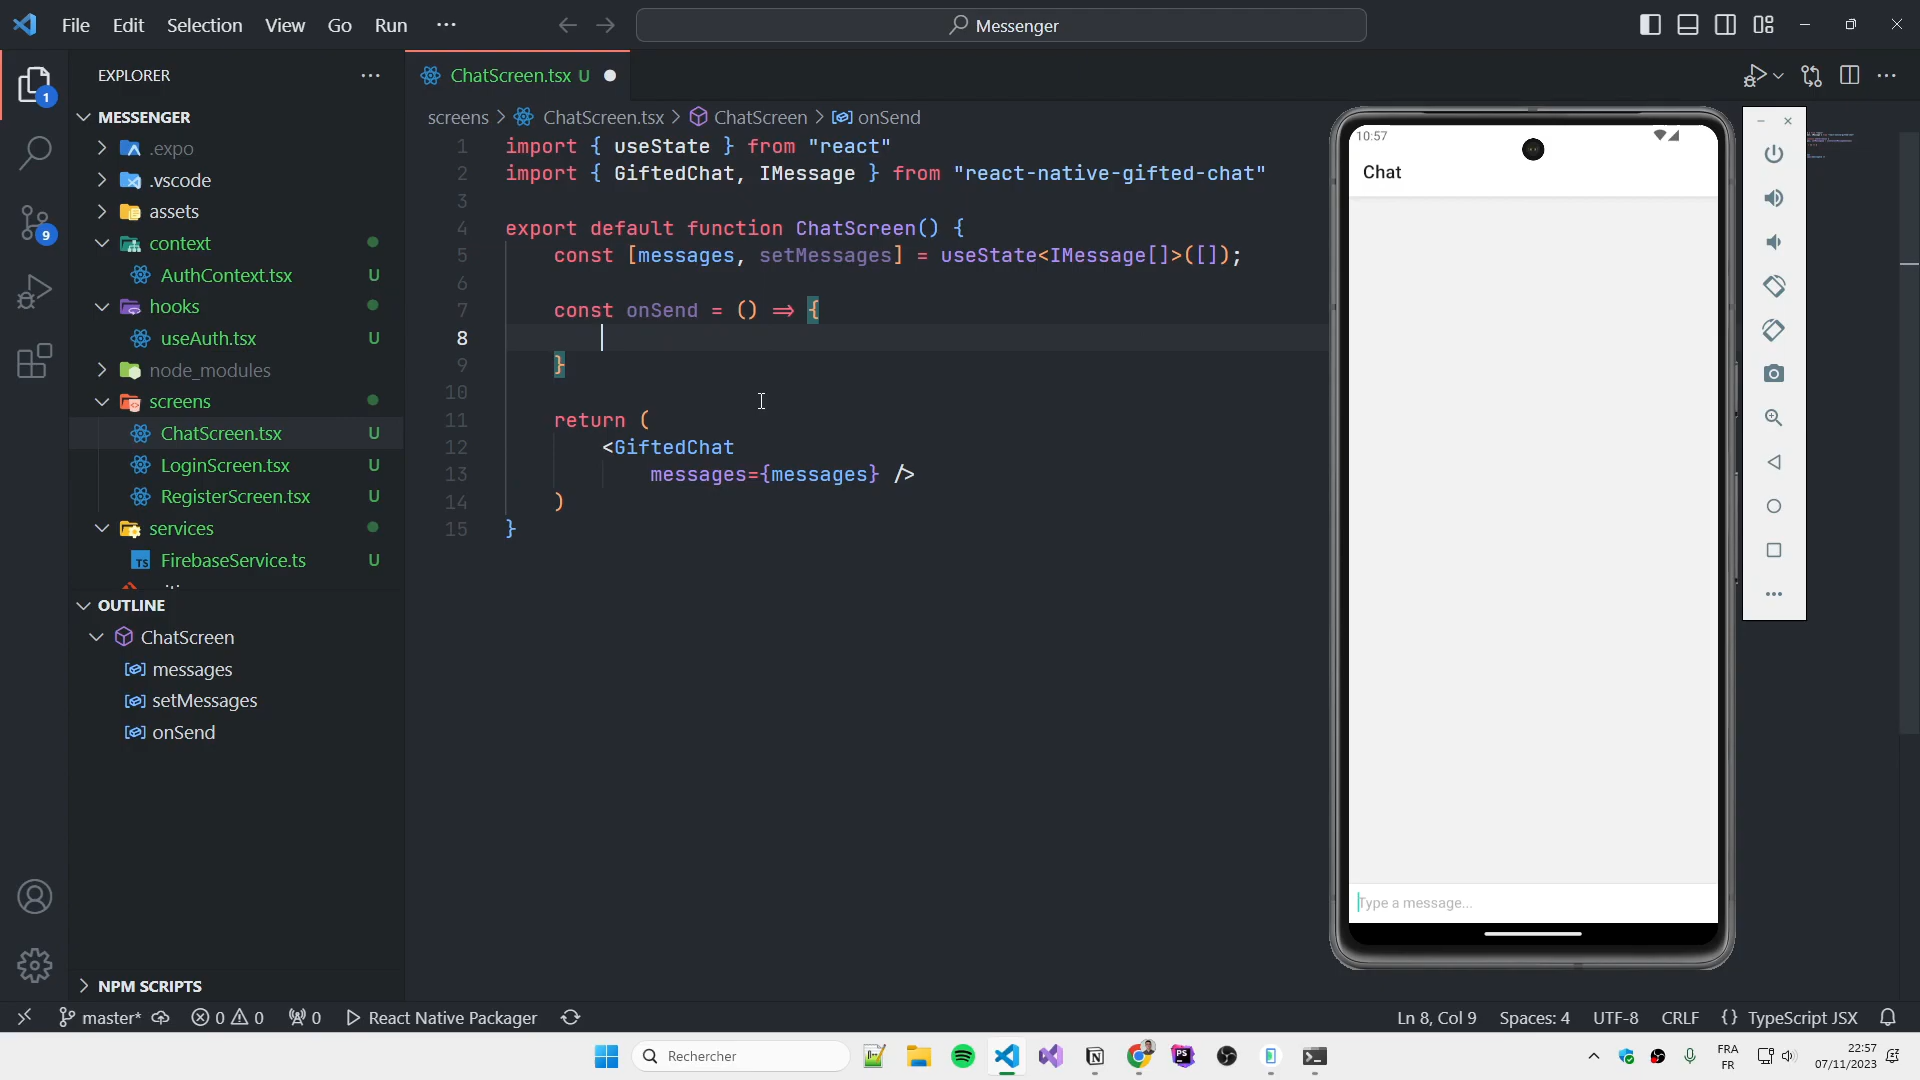 File Edit Selection View Go Run ···
Messenger
EXPLORER ···
ChatScreen.tsx U
MESSENGER
.expo
.vscode
assets
context
AuthContext.tsx U
hooks
useAuth.tsx U
node_modules
screens
ChatScreen.tsx U
LoginScreen.tsx U
RegisterScreen.tsx U
services
FirebaseService.ts U
OUTLINE
ChatScreen
messages
setMessages
onSend
NPM SCRIPTS
screens > ChatScreen.tsx > ChatScreen > onSend
1 import { useState } from "react"
2 import { GiftedChat, IMessage } from "react-native-gifted-chat"
3
4 export default function ChatScreen() {
5 const [messages, setMessages] = useState<IMessage[]>([]);
6
7 const onSend = () => {
8
9 }
10
11 return (
12 <GiftedChat
13 messages={messages} />
14 )
15 }
10:57
Chat
Type a message...
master* 0 0 0 React Native Packager
Ln 8, Col 9 Spaces: 4 UTF-8 CRLF {} TypeScript JSX
Rechercher
FRA
FR
22:57
07/11/2023
1
9
TS
PS